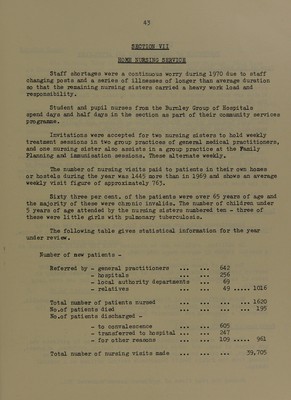 43
SECTION VII
HOME NURSING SERVICE
Staff shortages were a continuous worry during 1970 due to staff
changing posts and a series of illnesses of longer than average duration
so that the remaining nursing sisters carried a heavy work load and
responsibility.
Student and pupil nurses from the Burnley Group of Hospitals
spend days and half days in the section as part of their community services
programme.
Invitations were accepted for two nursing sisters to hold weekly
treatment sessions in two group practices of general medical practitioners,
and one nursing sister also assists in a group practice at the Family
Planning and immunisation sessions. These alternate weekly.
The number of nursing visits paid to patients in their own homes
or hostels during the year was 1445 more than in 1969 and shows an average
weekly visit figure of approximately 763.
Sixty three per cent. of the patients were over 65 years of age and
the majority of these were chronic invalids. The number of children under
5 years of age attended by the nursing sisters numbered ten - three of
these were little girls with pulmonary tuberculosis.
The following table gives statistical information for the year
under review.
Number of new patients -
Referred by - general practitioners ... ... 642
- hospitals ... ... 256
- local authority departments ... 69
- relatives ... ... 49 ..... 1016
Total number of patients nursed ... ... ... ... 1620
No. of patients died ... ... ... ... 195
No. of patients discharged -
- to convalescence ... ... 605
- transferred to hospital ... ... 247
- for other reasons ... ... 109 ..... 961
Total number of nursing visits made ... ... ... 39,705